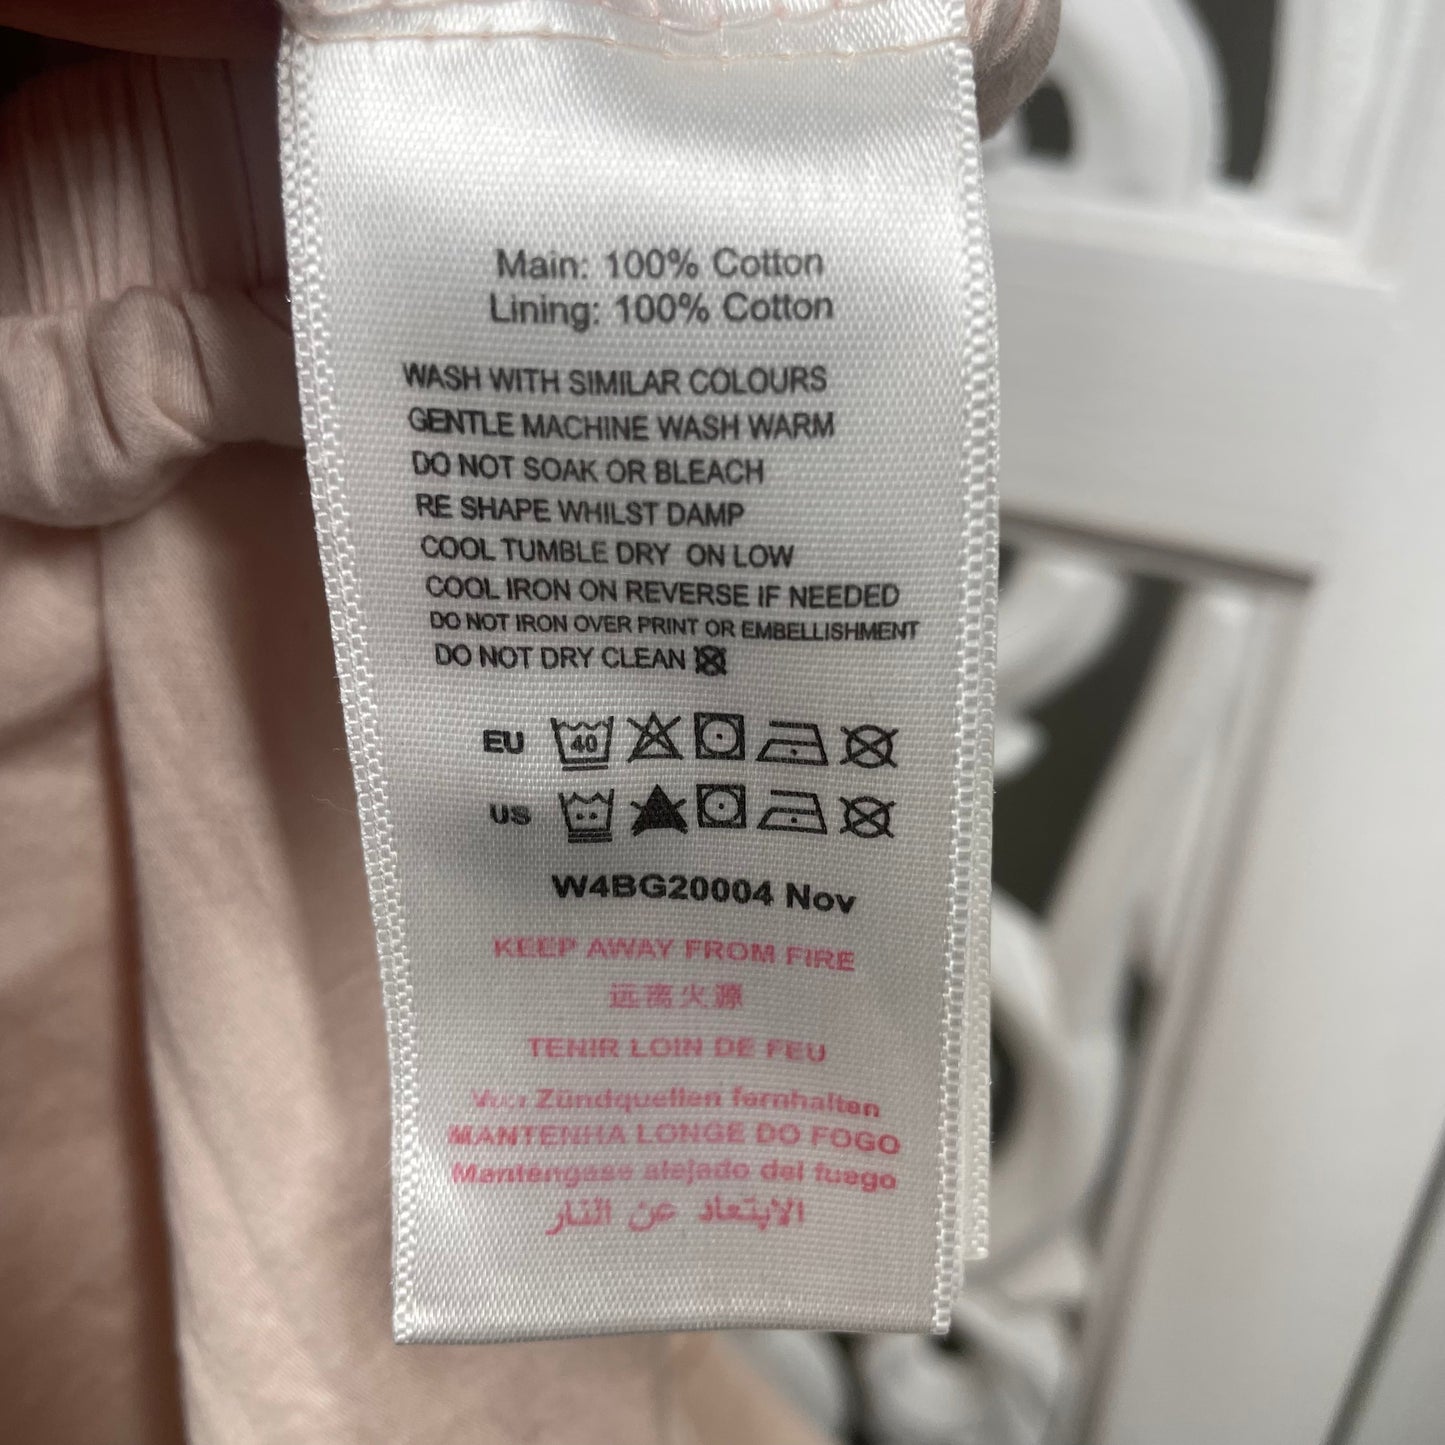 Main: 100% Cotton
Lining: 100% Cotton
WASH WITH SIMILAR COLOURS
GENTLE MACHINE WASH WARM
DO NOT SOAK OR BLEACH
RE SHAPE WHILST DAMP
COOL TUMBLE DRY ON LOW
COOL IRON ON REVERSE IF NEEDED
DO NOT IRON OVER PRINT OR EMBELLISHMENT
DO NOT DRY CLEAN
EU 40
US
W4BG20004 Nov
KEEP AWAY FROM FIRE
远离火源
TENIR LOIN DE FEU
Von Zündquellen fernhalten
MANTENHA LONGE DO FOGO
Manténgase alejado del fuego
الابتعاد عن النار